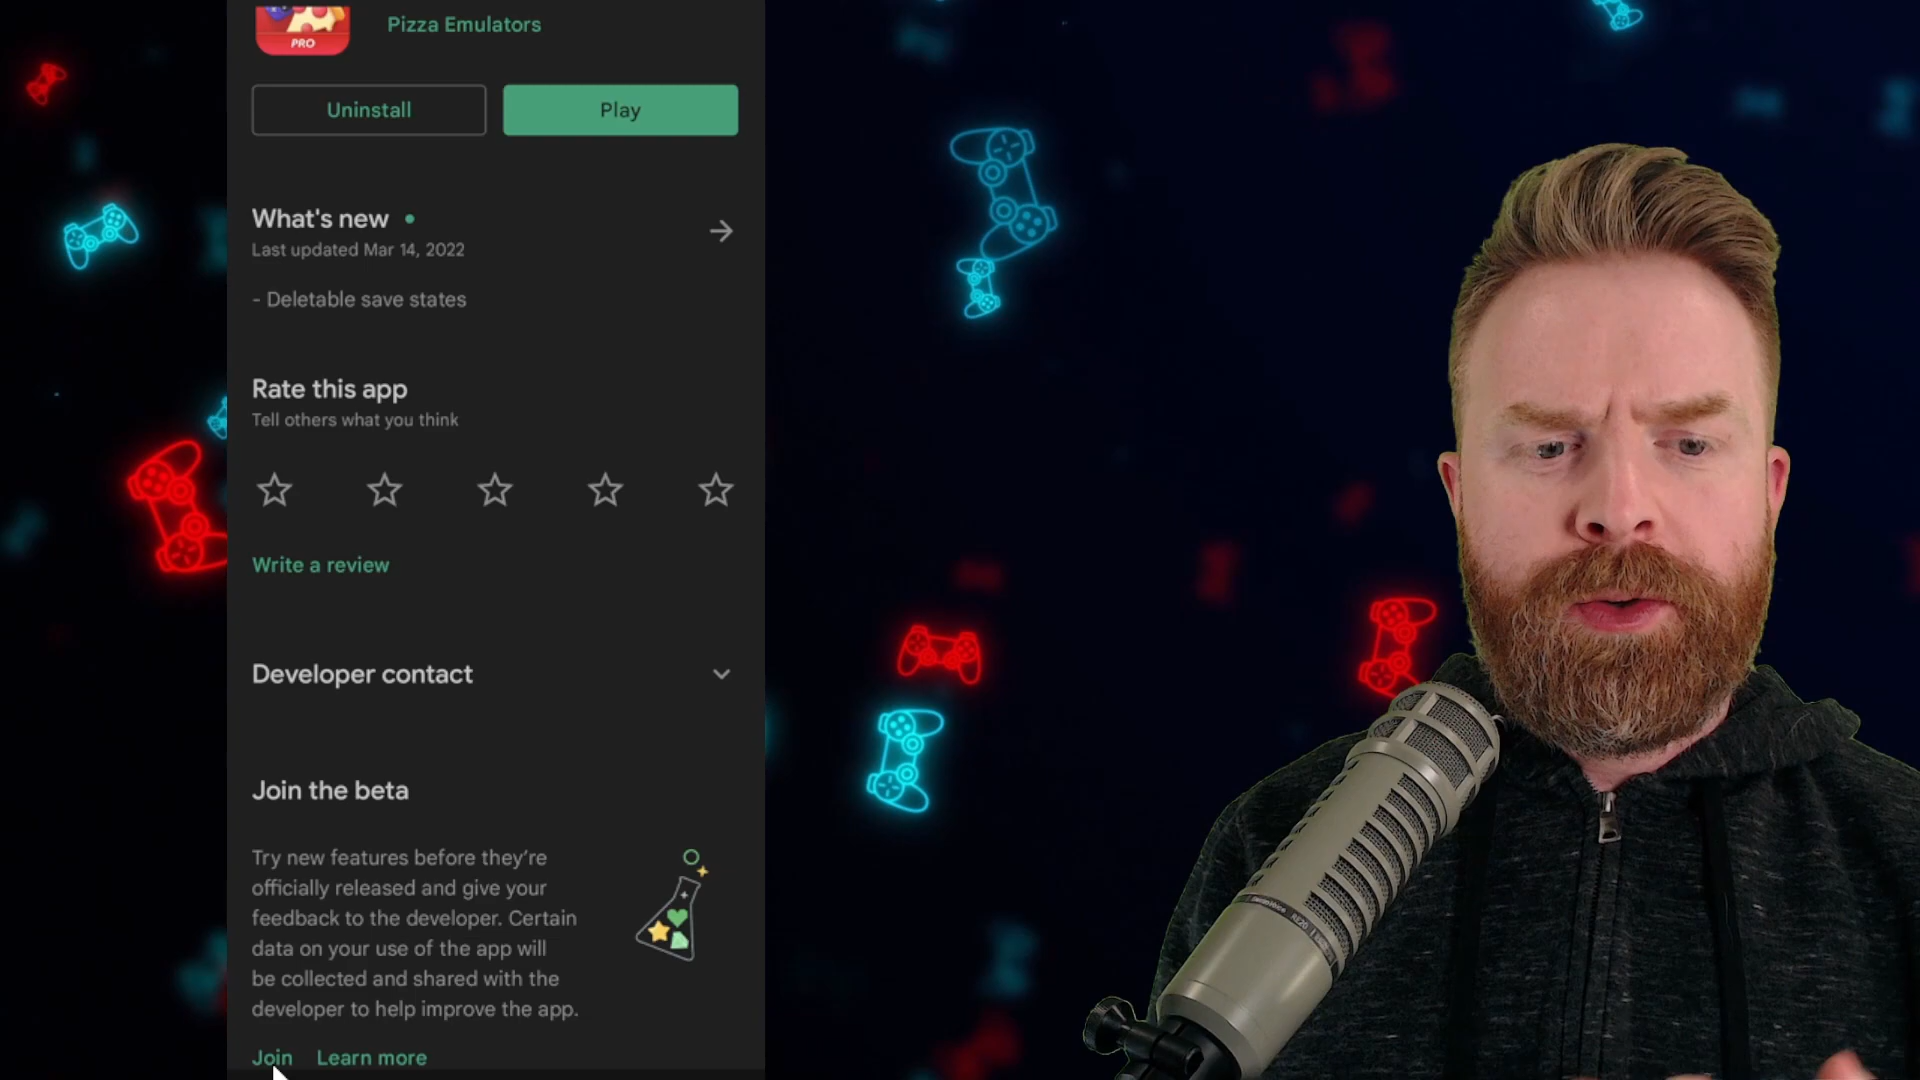 PRO
Pizza Emulators
Uninstall
Play
What's new
Last updated Mar 14, 2022
- Deletable save states
Rate this app
Tell others what you think
Write a review
Developer contact
Join the beta
Try new features before they’re
officially released and give your
feedback to the developer. Certain
data on your use of the app will
be collected and shared with the
developer to help improve the app.
Join
Learn more